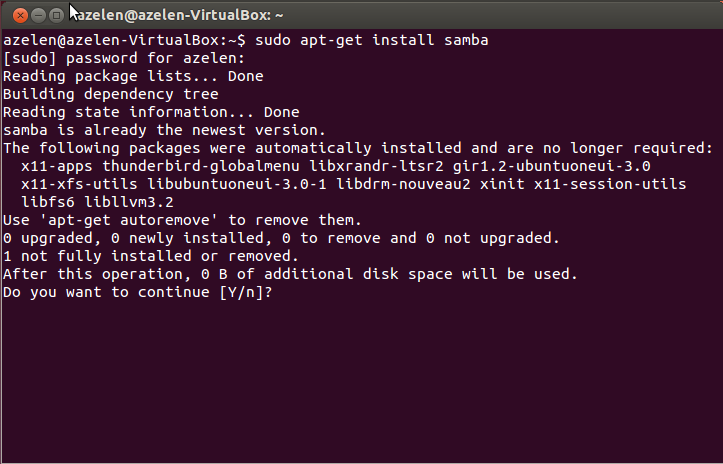 azelen@azelen-VirtualBox: ~
azelen@azelen-VirtualBox:~$ sudo apt-get install samba
[sudo] password for azelen:
Reading package lists... Done
Building dependency tree
Reading state information... Done
samba is already the newest version.
The following packages were automatically installed and are no longer required:
  x11-apps thunderbird-globalmenu libxrandr-ltsr2 gir1.2-ubuntuoneui-3.0
  x11-xfs-utils libubuntuoneui-3.0-1 libdrm-nouveau2 xinit x11-session-utils
  libfs6 libllvm3.2
Use 'apt-get autoremove' to remove them.
0 upgraded, 0 newly installed, 0 to remove and 0 not upgraded.
1 not fully installed or removed.
After this operation, 0 B of additional disk space will be used.
Do you want to continue [Y/n]?